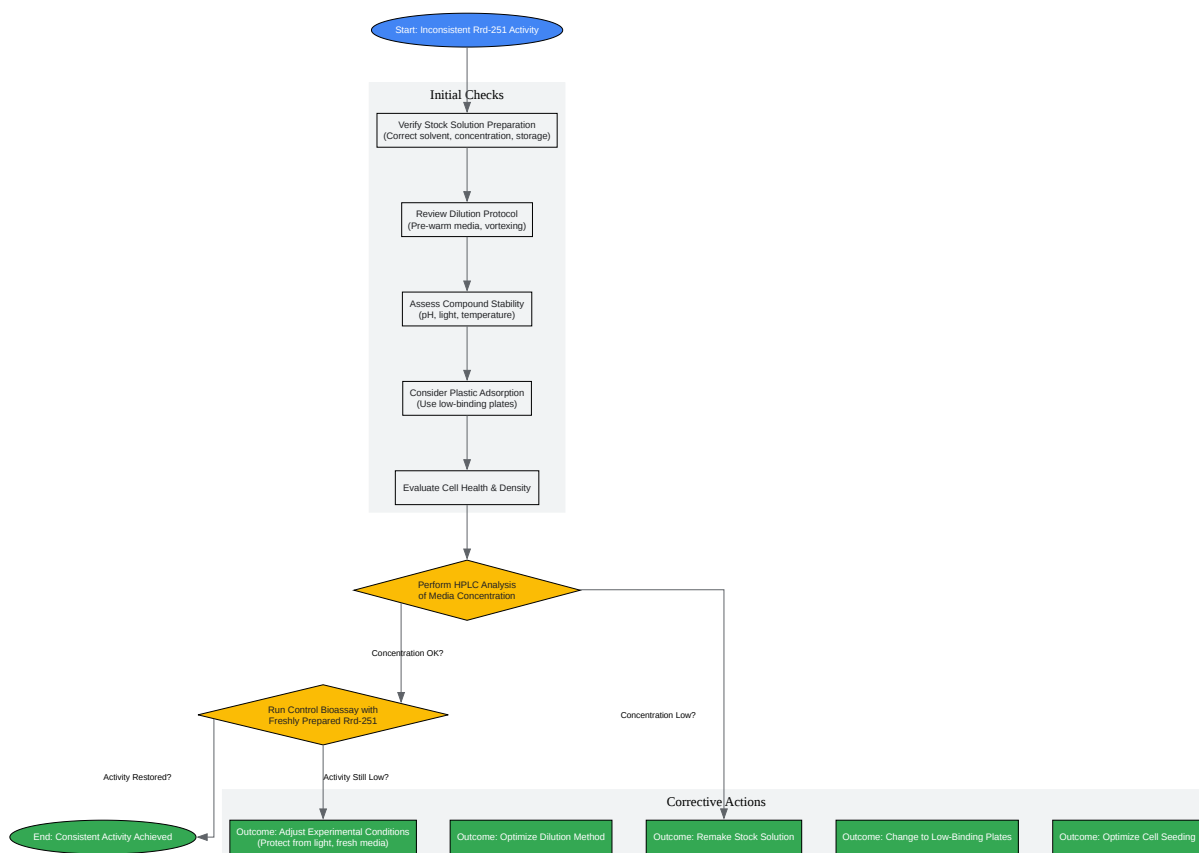 Start: Inconsistent Rrd-251 Activity
Initial Checks
Verify Stock Solution Preparation
(Correct solvent, concentration, storage)
Review Dilution Protocol
(Pre-warm media, vortexing)
Assess Compound Stability
(pH, light, temperature)
Consider Plastic Adsorption
(Use low-binding plates)
Evaluate Cell Health & Density
Perform HPLC Analysis
of Media Concentration
Concentration OK?
Run Control Bioassay with
Freshly Prepared Rrd-251
Concentration Low?
Activity Restored?
Activity Still Low?
Corrective Actions
End: Consistent Activity Achieved
Outcome: Adjust Experimental Conditions
(Protect from light, fresh media)
Outcome: Optimize Dilution Method
Outcome: Remake Stock Solution
Outcome: Change to Low-Binding Plates
Outcome: Optimize Cell Seeding